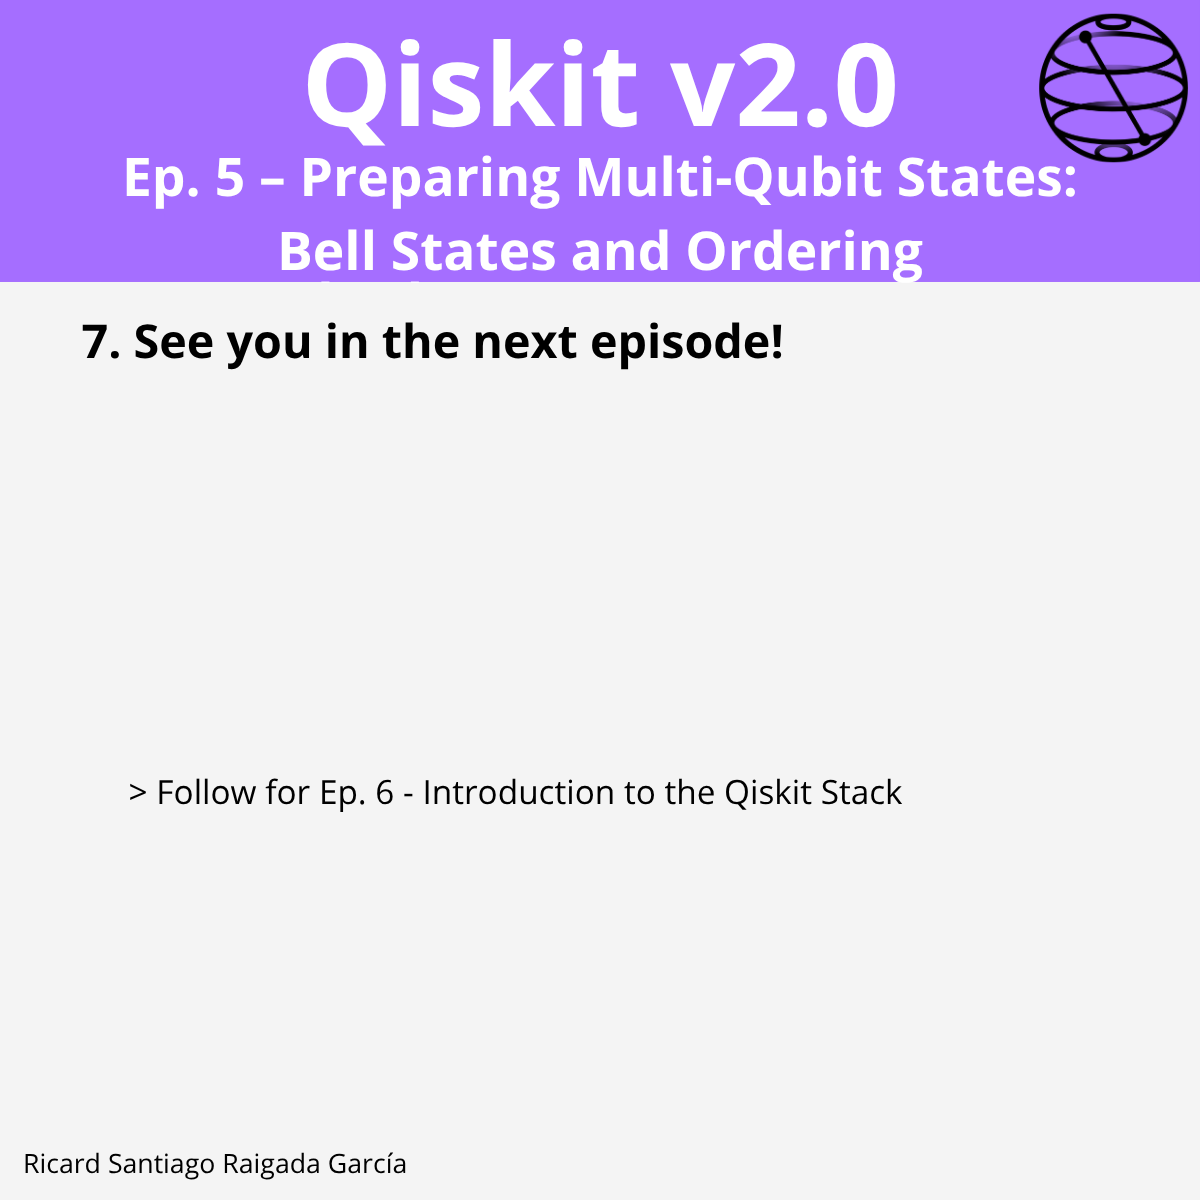 Qiskit v2.0
Ep. 5 – Preparing Multi-Qubit States:
Bell States and Ordering
7. See you in the next episode!
> Follow for Ep. 6 - Introduction to the Qiskit Stack
Ricard Santiago Raigada García